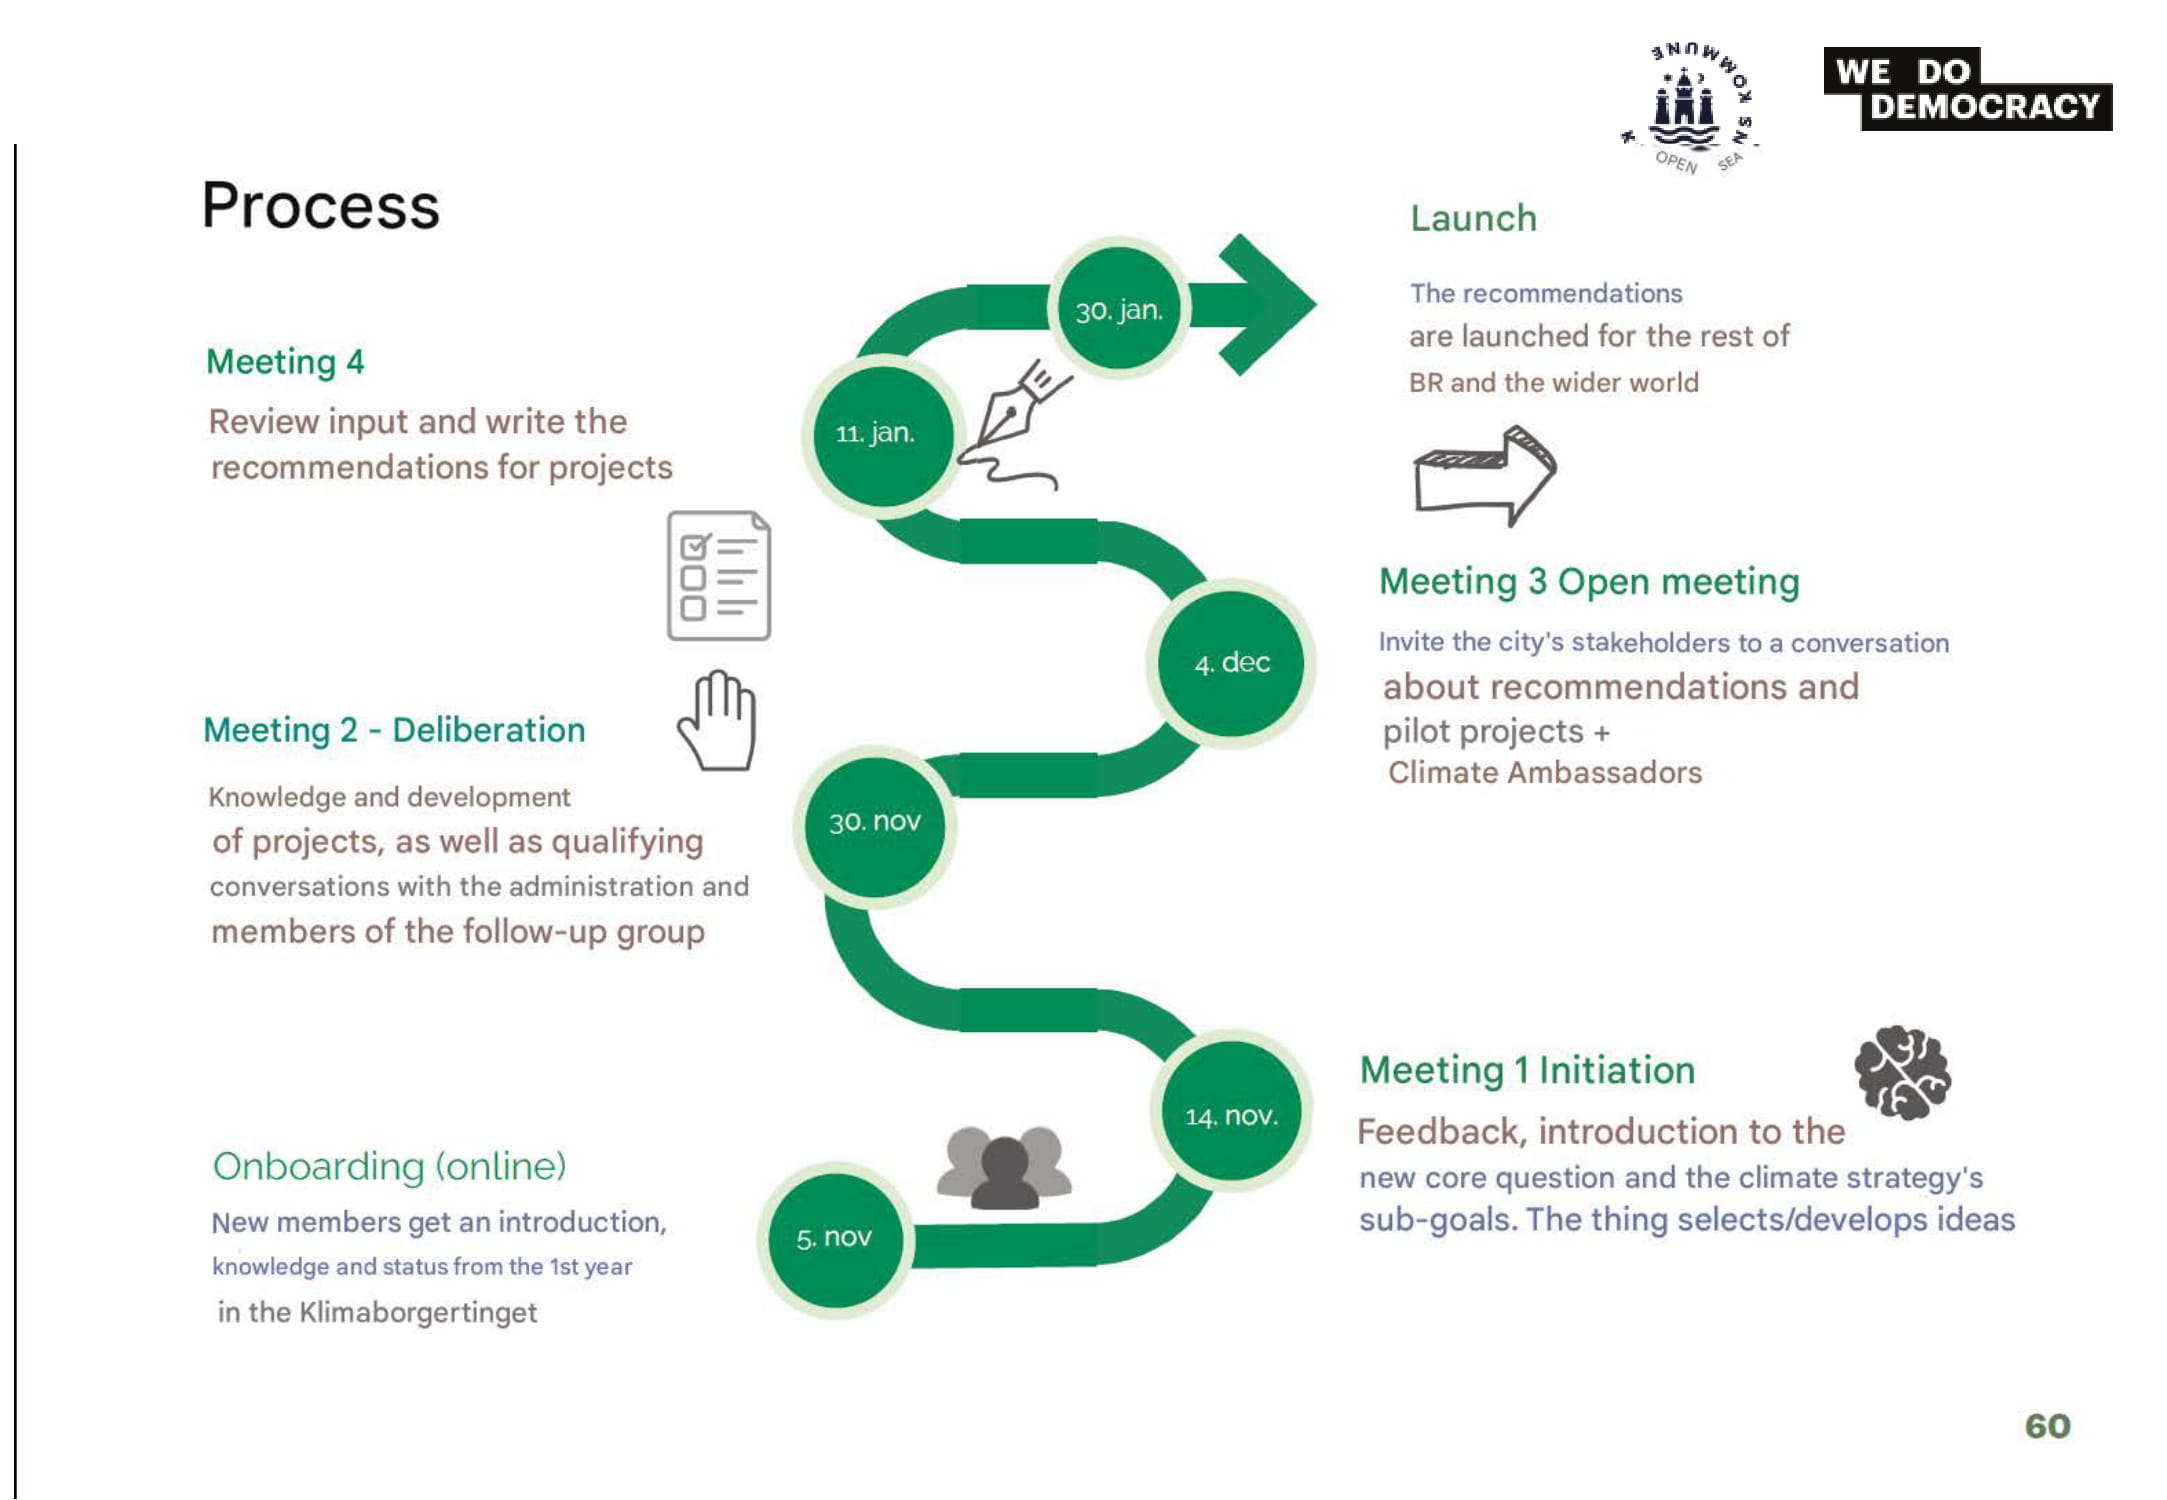 KOMMUNE
OPEN SEA
WE DO
DEMOCRACY
Process
Launch
The recommendations
are launched for the rest of
BR and the wider world
30. jan.
Meeting 4
Review input and write the
recommendations for projects
11. jan.
Meeting 3 Open meeting
Invite the city's stakeholders to a conversation
about recommendations and
pilot projects +
Climate Ambassadors
4. dec
Meeting 2 - Deliberation
Knowledge and development
of projects, as well as qualifying
conversations with the administration and
members of the follow-up group
30. nov
Meeting 1 Initiation
Feedback, introduction to the
new core question and the climate strategy's
sub-goals. The thing selects/develops ideas
14. nov.
Onboarding (online)
New members get an introduction,
knowledge and status from the 1st year
in the Klimaborgertinget
5. nov
60